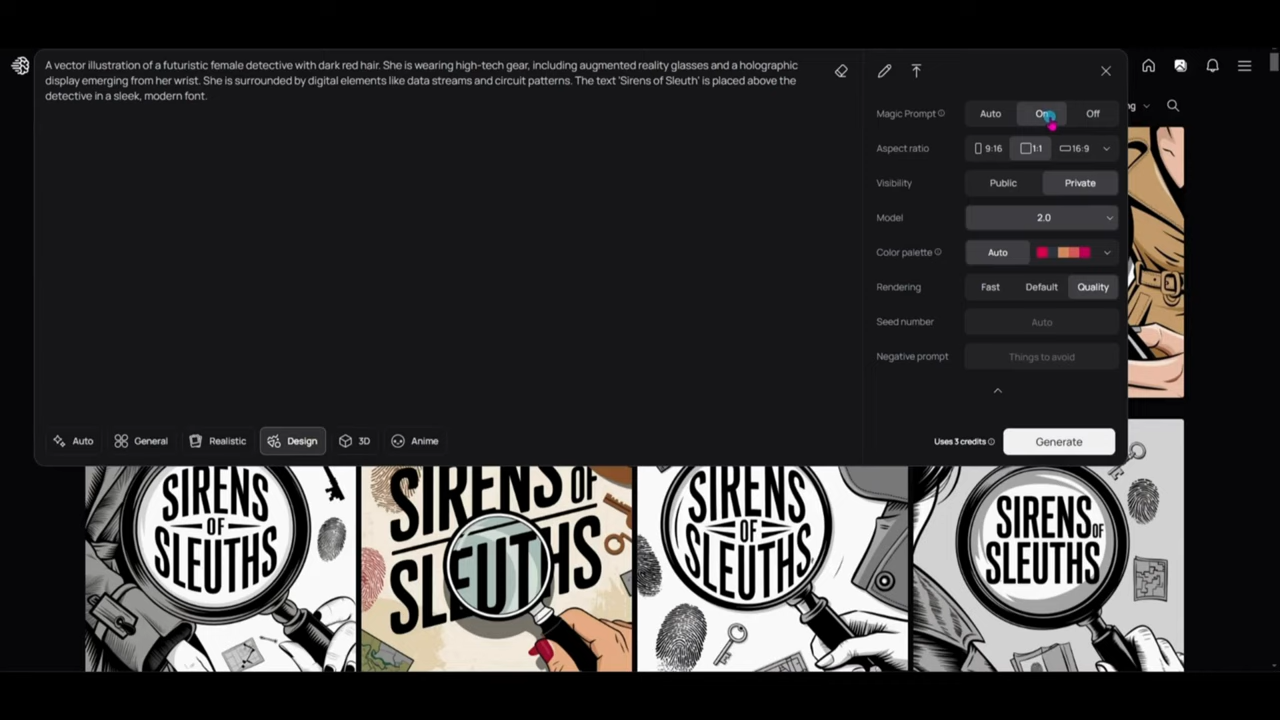 A vector illustration of a futuristic female detective with dark red hair. She is wearing high-tech gear, including augmented reality glasses and a holographic
display emerging from her wrist. She is surrounded by digital elements like data streams and circuit patterns. The text 'Sirens of Sleuth' is placed above the
detective in a sleek, modern font.
Magic Prompt Auto On Off
Aspect ratio 9:16 1:1 16:9
Visibility Public Private
Model 2.0
Color palette Auto
Rendering Fast Default Quality
Seed number Auto
Negative prompt Things to avoid
Auto General Realistic Design 3D Anime
Uses 3 credits Generate
SIRENS
OF
SLEUTHS
SIRENS OF
SLEUTHS
SIRENS
OF
SLEUTHS
SIRENS OF
SLEUTHS